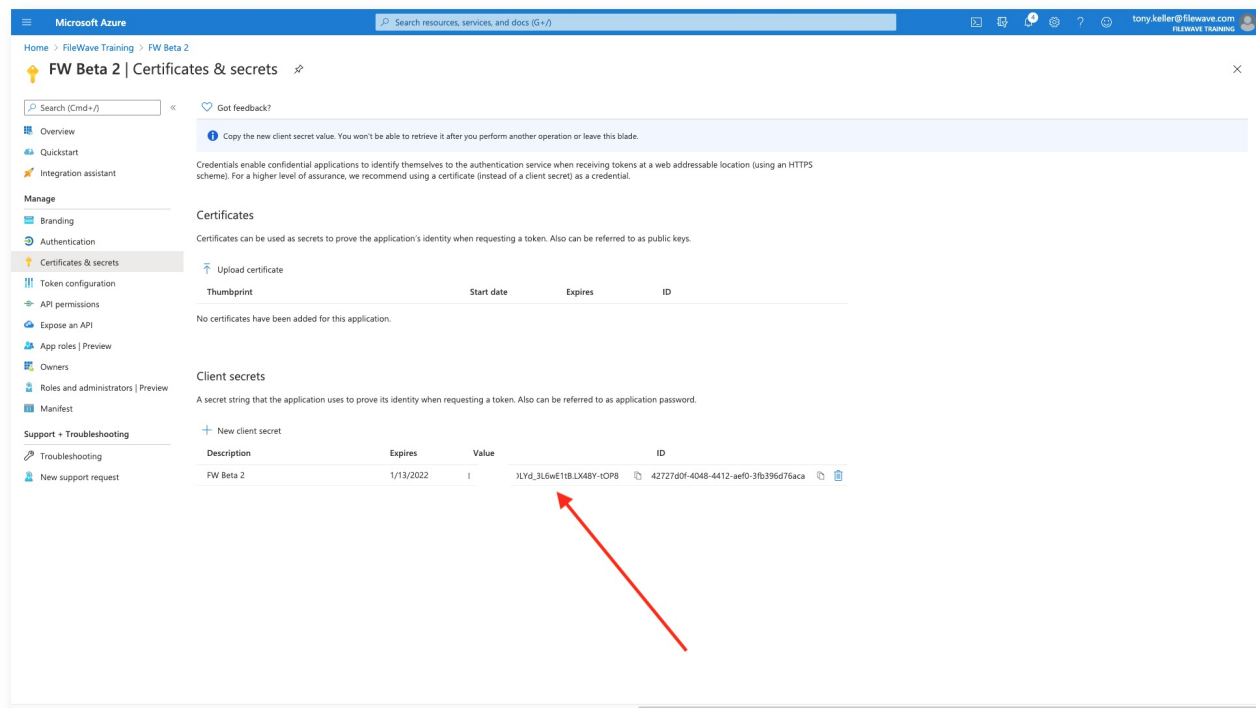 Microsoft Azure
Search resources, services, and docs (G+/)
4
tony.keller@filewave.com
FILEWAVE TRAINING
Home > FileWave Training > FW Beta 2
FW Beta 2 | Certificates & secrets
Search (Cmd+/)
Got feedback?
Overview
Quickstart
Integration assistant
Manage
Branding
Authentication
Certificates & secrets
Token configuration
API permissions
Expose an API
App roles | Preview
Owners
Roles and administrators | Preview
Manifest
Support + Troubleshooting
Troubleshooting
New support request
Copy the new client secret value. You won't be able to retrieve it after you perform another operation or leave this blade.
Credentials enable confidential applications to identify themselves to the authentication service when receiving tokens at a web addressable location (using an HTTPS
scheme). For a higher level of assurance, we recommend using a certificate (instead of a client secret) as a credential.
Certificates
Certificates can be used as secrets to prove the application's identity when requesting a token. Also can be referred to as public keys.
Upload certificate
Thumbprint Start date Expires ID
No certificates have been added for this application.
Client secrets
A secret string that the application uses to prove its identity when requesting a token. Also can be referred to as application password.
New client secret
Description Expires Value ID
FW Beta 2 1/13/2022 LYd_3L6wE1tB.LX48Y-tOP8 42727d0f-4048-4412-aef0-3fb396d76aca